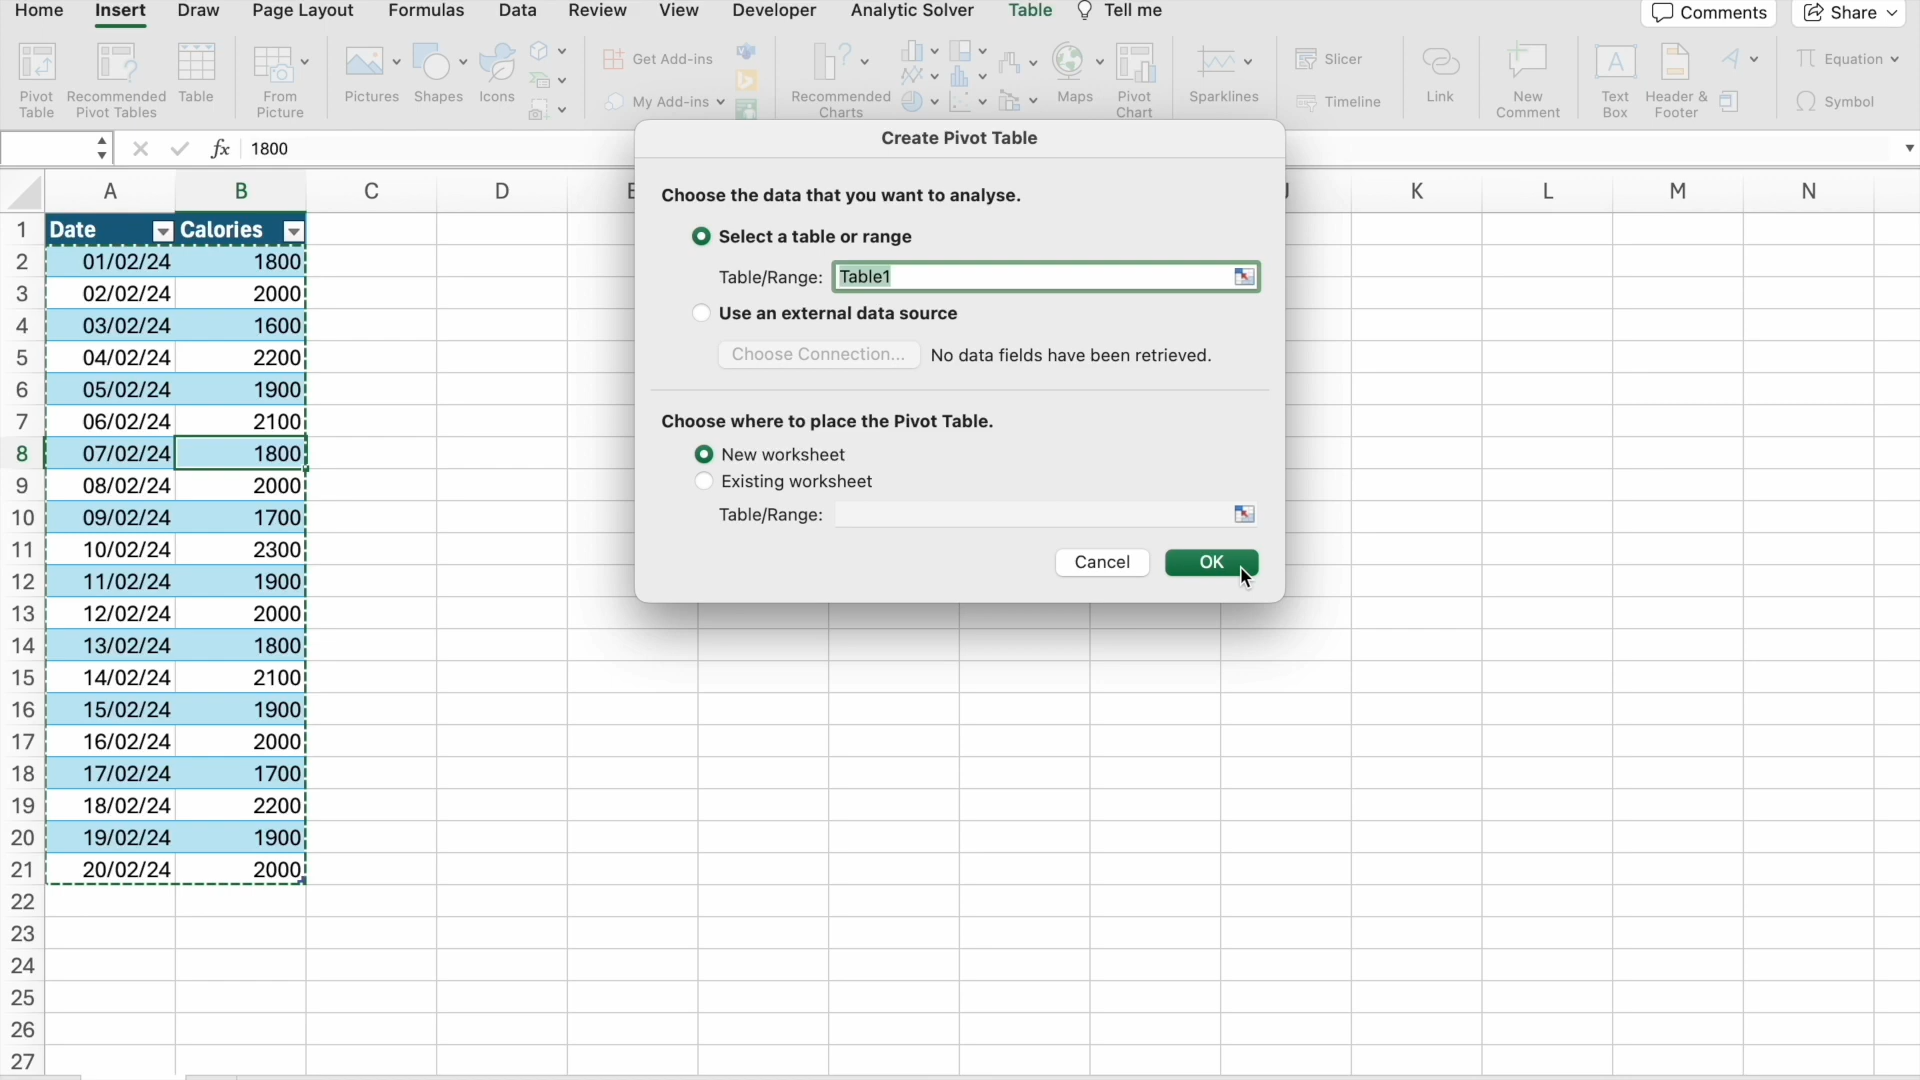 Home Insert Draw Page Layout Formulas Data Review View Developer Analytic Solver Table Tell me Comments Share
Get Add-ins Slicer Equation
Pivot Table
Recommended Pivot Tables
Table
From Picture
Pictures
Shapes
Icons
My Add-ins
Recommended Charts
Maps
Pivot Chart
Sparklines
Timeline
Link
New Comment
Text Box
Header & Footer
Symbol
fx 1800
Create Pivot Table
Choose the data that you want to analyse.
Select a table or range
Table/Range: Table1
Use an external data source
Choose Connection... No data fields have been retrieved.
Choose where to place the Pivot Table.
New worksheet
Existing worksheet
Table/Range:
Cancel OK
A B C D K L M N
1 Date Calories
2 01/02/24 1800
3 02/02/24 2000
4 03/02/24 1600
5 04/02/24 2200
6 05/02/24 1900
7 06/02/24 2100
8 07/02/24 1800
9 08/02/24 2000
10 09/02/24 1700
11 10/02/24 2300
12 11/02/24 1900
13 12/02/24 2000
14 13/02/24 1800
15 14/02/24 2100
16 15/02/24 1900
17 16/02/24 2000
18 17/02/24 1700
19 18/02/24 2200
20 19/02/24 1900
21 20/02/24 2000
22
23
24
25
26
27